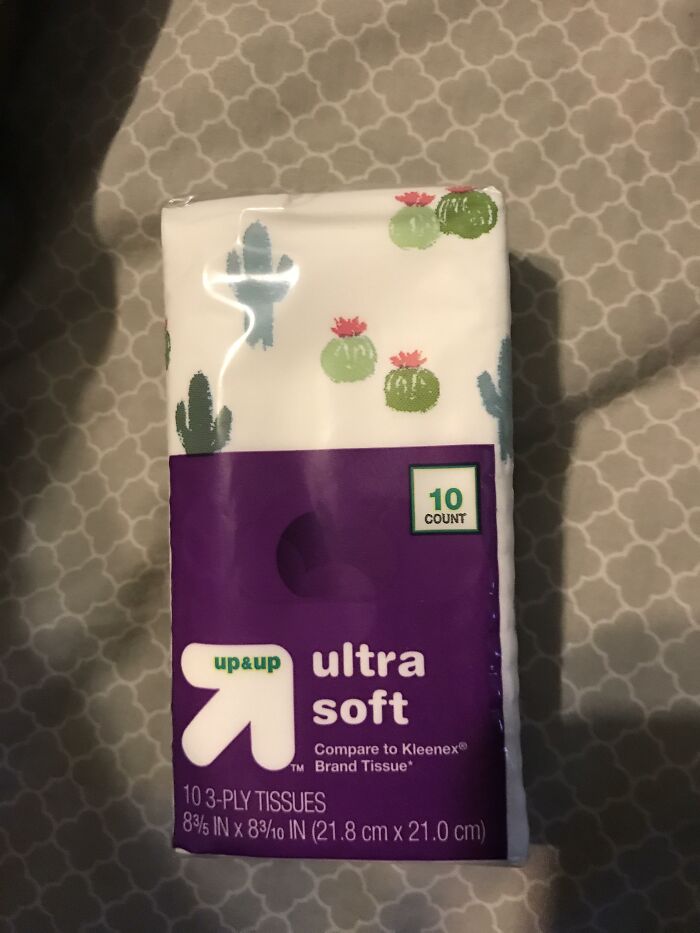 10
COUNT
up&up
ultra
soft
Compare to Kleenex®
Brand Tissue*
™
10 3-PLY TISSUES
8⅗ IN x 8³⁄₁₀ IN (21.8 cm x 21.0 cm)